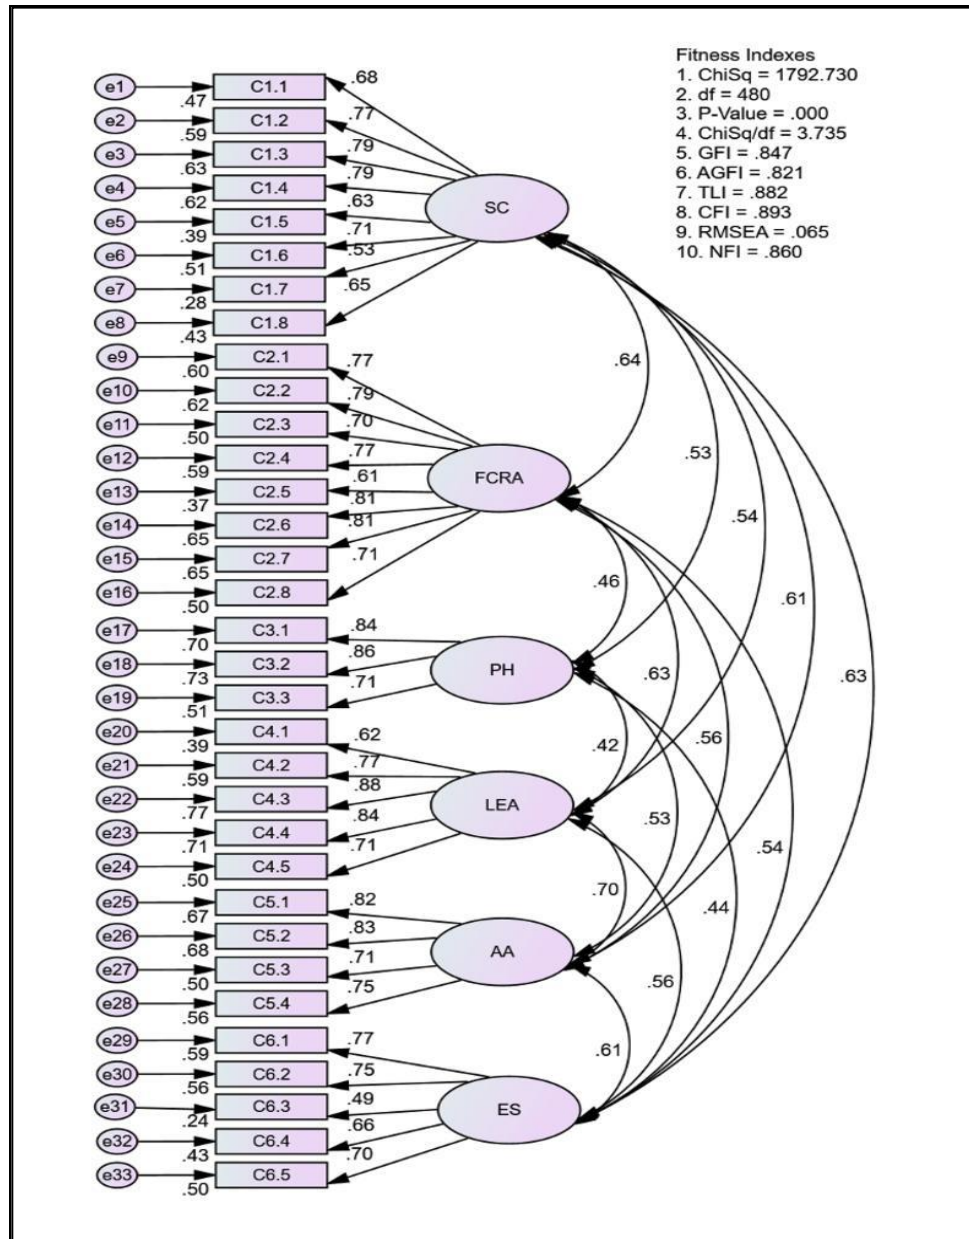 Fitness Indexes
1. ChiSq = 1792.730
2. df = 480
3. P-Value = .000
4. ChiSq/df = 3.735
5. GFI = .847
6. AGFI = .821
7. TLI = .882
8. CFI = .893
9. RMSEA = .065
10. NFI = .860
e1 C1.1 .68
.47
e2 C1.2 .77
.59
e3 C1.3 .79
.63
e4 C1.4 .79
.62
e5 C1.5 .63
.39
e6 C1.6 .71
.51
e7 C1.7 .53
.28
e8 C1.8 .65
.43
SC
e9 C2.1 .77
.60
e10 C2.2 .79
.62
e11 C2.3 .70
.50
e12 C2.4 .77
.59
e13 C2.5 .61
.37
e14 C2.6 .81
.65
e15 C2.7 .81
.65
e16 C2.8 .71
.50
FCRA
e17 C3.1 .84
.70
e18 C3.2 .86
.73
e19 C3.3 .71
.51
PH
e20 C4.1 .62
.39
e21 C4.2 .77
.59
e22 C4.3 .88
.77
e23 C4.4 .84
.71
e24 C4.5 .71
.50
LEA
e25 C5.1 .82
.67
e26 C5.2 .83
.68
e27 C5.3 .71
.50
e28 C5.4 .75
.56
AA
e29 C6.1 .77
.59
e30 C6.2 .75
.56
e31 C6.3 .49
.24
e32 C6.4 .66
.43
e33 C6.5 .70
.50
ES
.64
.53
.54
.61
.63
.46
.63
.56
.54
.42
.53
.44
.70
.56
.61